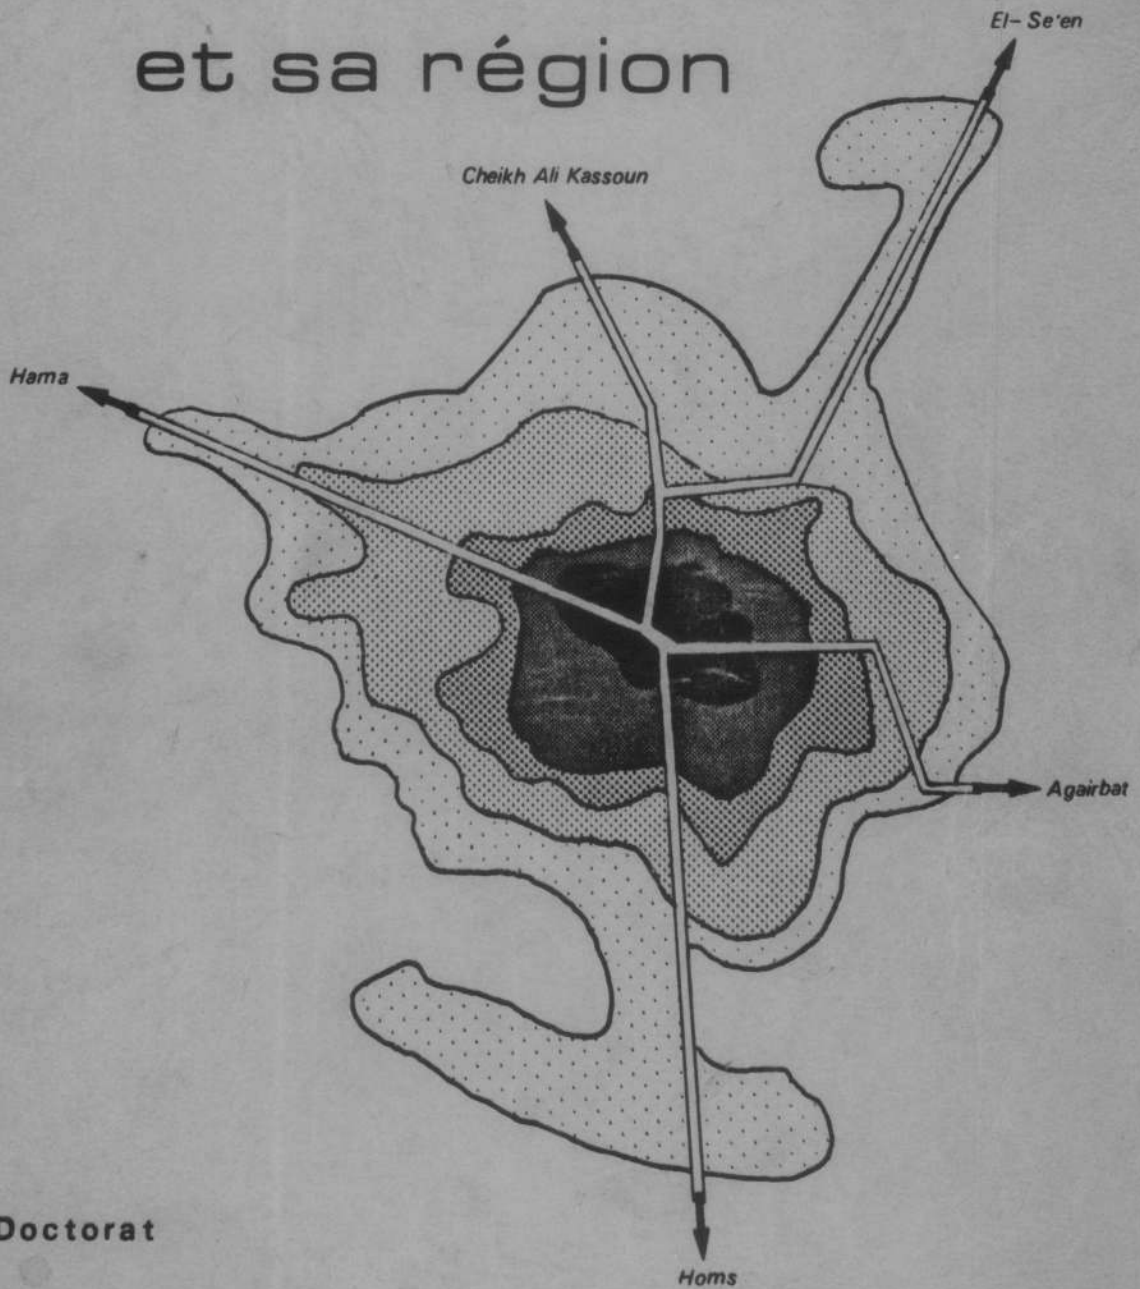 El-Se'en
et sa région
Cheikh Ali Kassoun
Hama
Agairbat
Doctorat
Homs